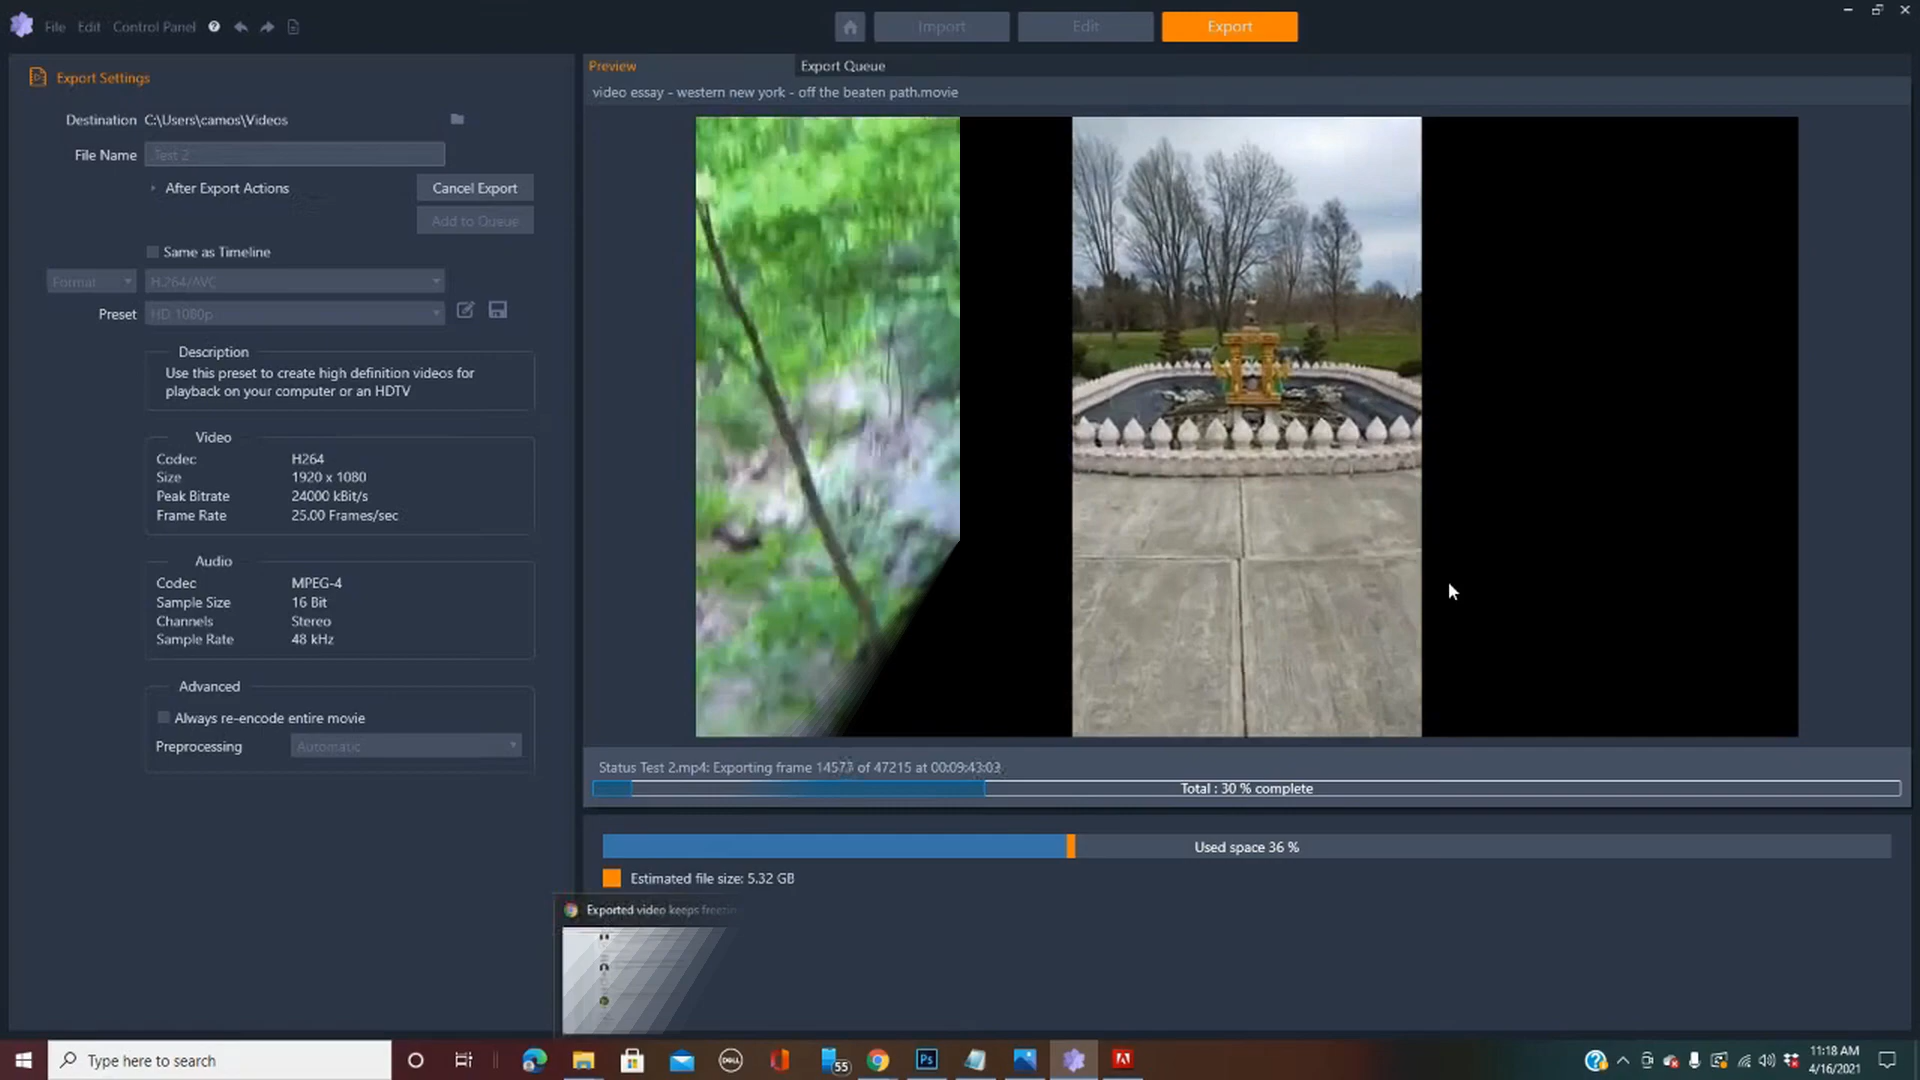 File Edit Control Panel ?
Import Edit Export
Export Settings
Destination C:\Users\camos\Videos
File Name Test 2
After Export Actions Cancel Export
Add to Queue
Same as Timeline
Format H.264/AVC
Preset HD 1080p
Description
Use this preset to create high definition videos for
playback on your computer or an HDTV
Video
Codec H264
Size 1920 x 1080
Peak Bitrate 24000 kBit/s
Frame Rate 25.00 Frames/sec
Audio
Codec MPEG-4
Sample Size 16 Bit
Channels Stereo
Sample Rate 48 kHz
Advanced
Always re-encode entire movie
Preprocessing Automatic
Preview Export Queue
video essay - western new york - off the beaten path.movie
Status Test 2.mp4: Exporting frame 14573 of 47215 at 00:09:43:03
Total : 30 % complete
Used space 36 %
Estimated file size: 5.32 GB
Exported video keeps
Type here to search
DELL
55
Ps
11:18 AM
4/16/2021